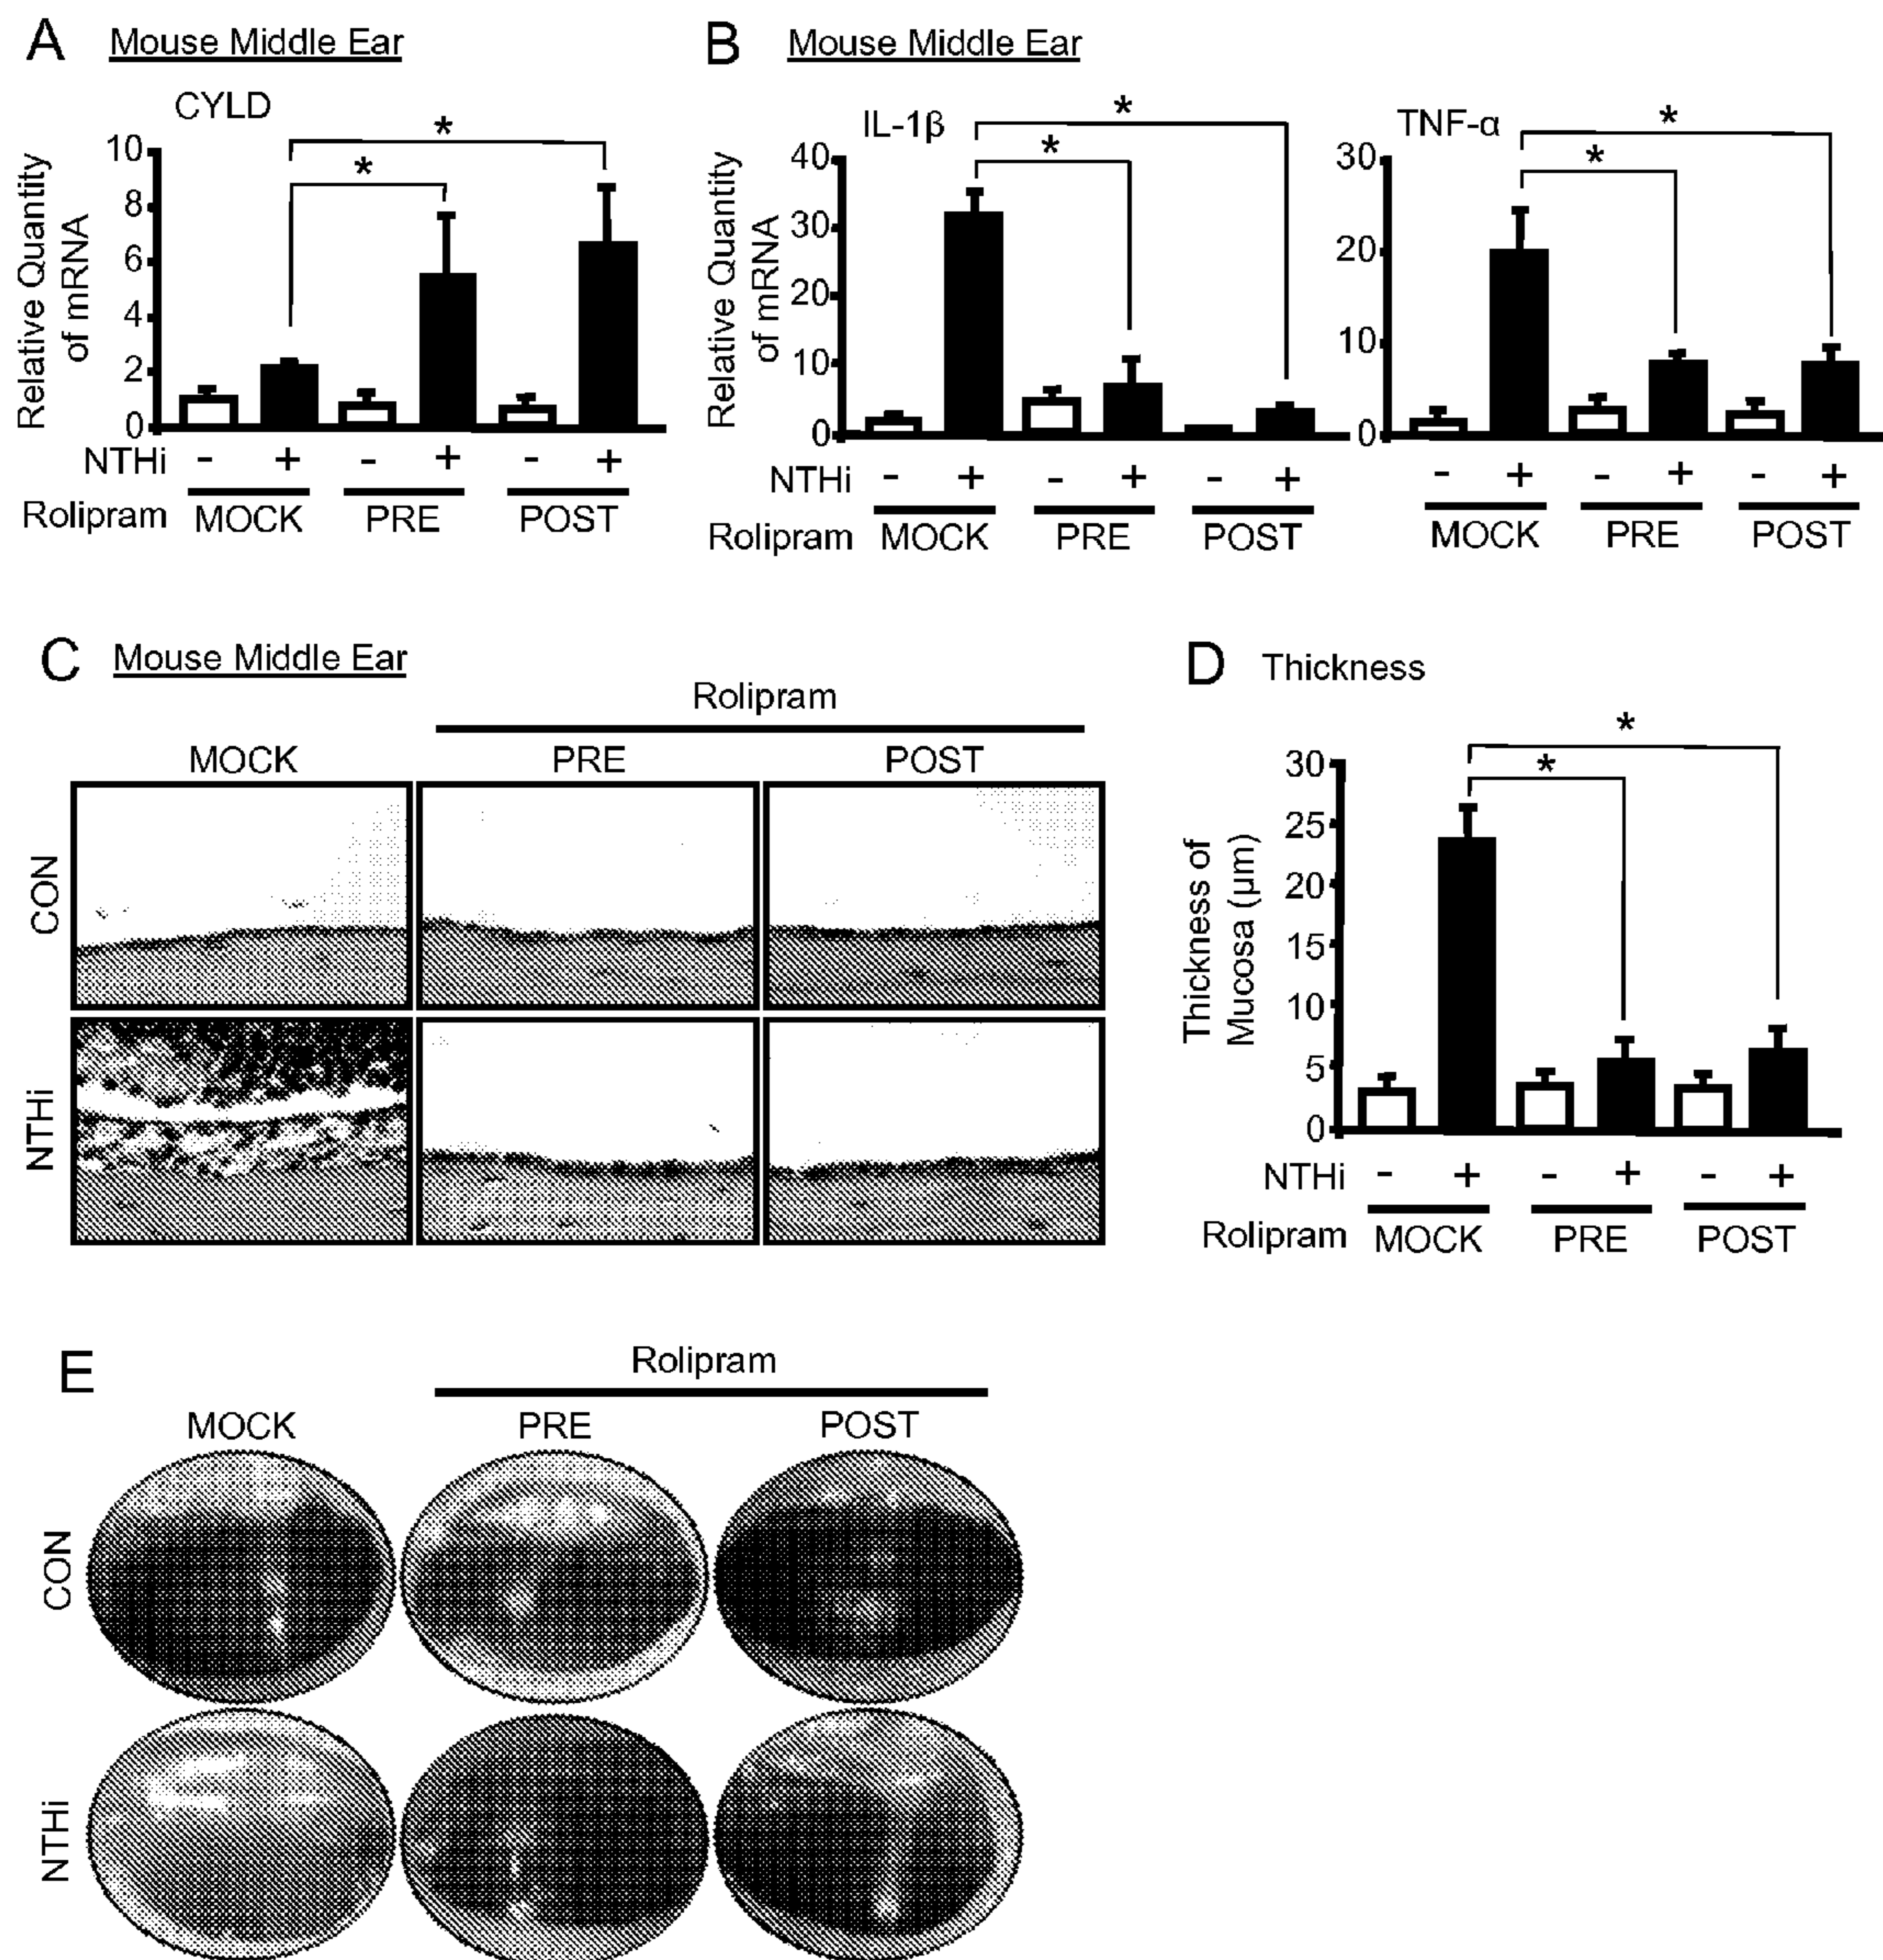 A Mouse Middle Ear
CYLD
*
*
Relative Quantity
of mRNA
10
8
6
4
2
0
NTHi - + - + - +
Rolipram MOCK PRE POST
B Mouse Middle Ear
IL-1β
*
*
Relative Quantity
of mRNA
40
30
20
10
0
NTHi - + - + - +
Rolipram MOCK PRE POST
TNF-α
*
*
30
20
10
0
- + - + - +
MOCK PRE POST
C Mouse Middle Ear
Rolipram
MOCK PRE POST
CON
NTHi
D Thickness
*
*
Thickness of
Mucosa (µm)
30
25
20
15
10
5
0
NTHi - + - + - +
Rolipram MOCK PRE POST
E
Rolipram
MOCK PRE POST
CON
NTHi